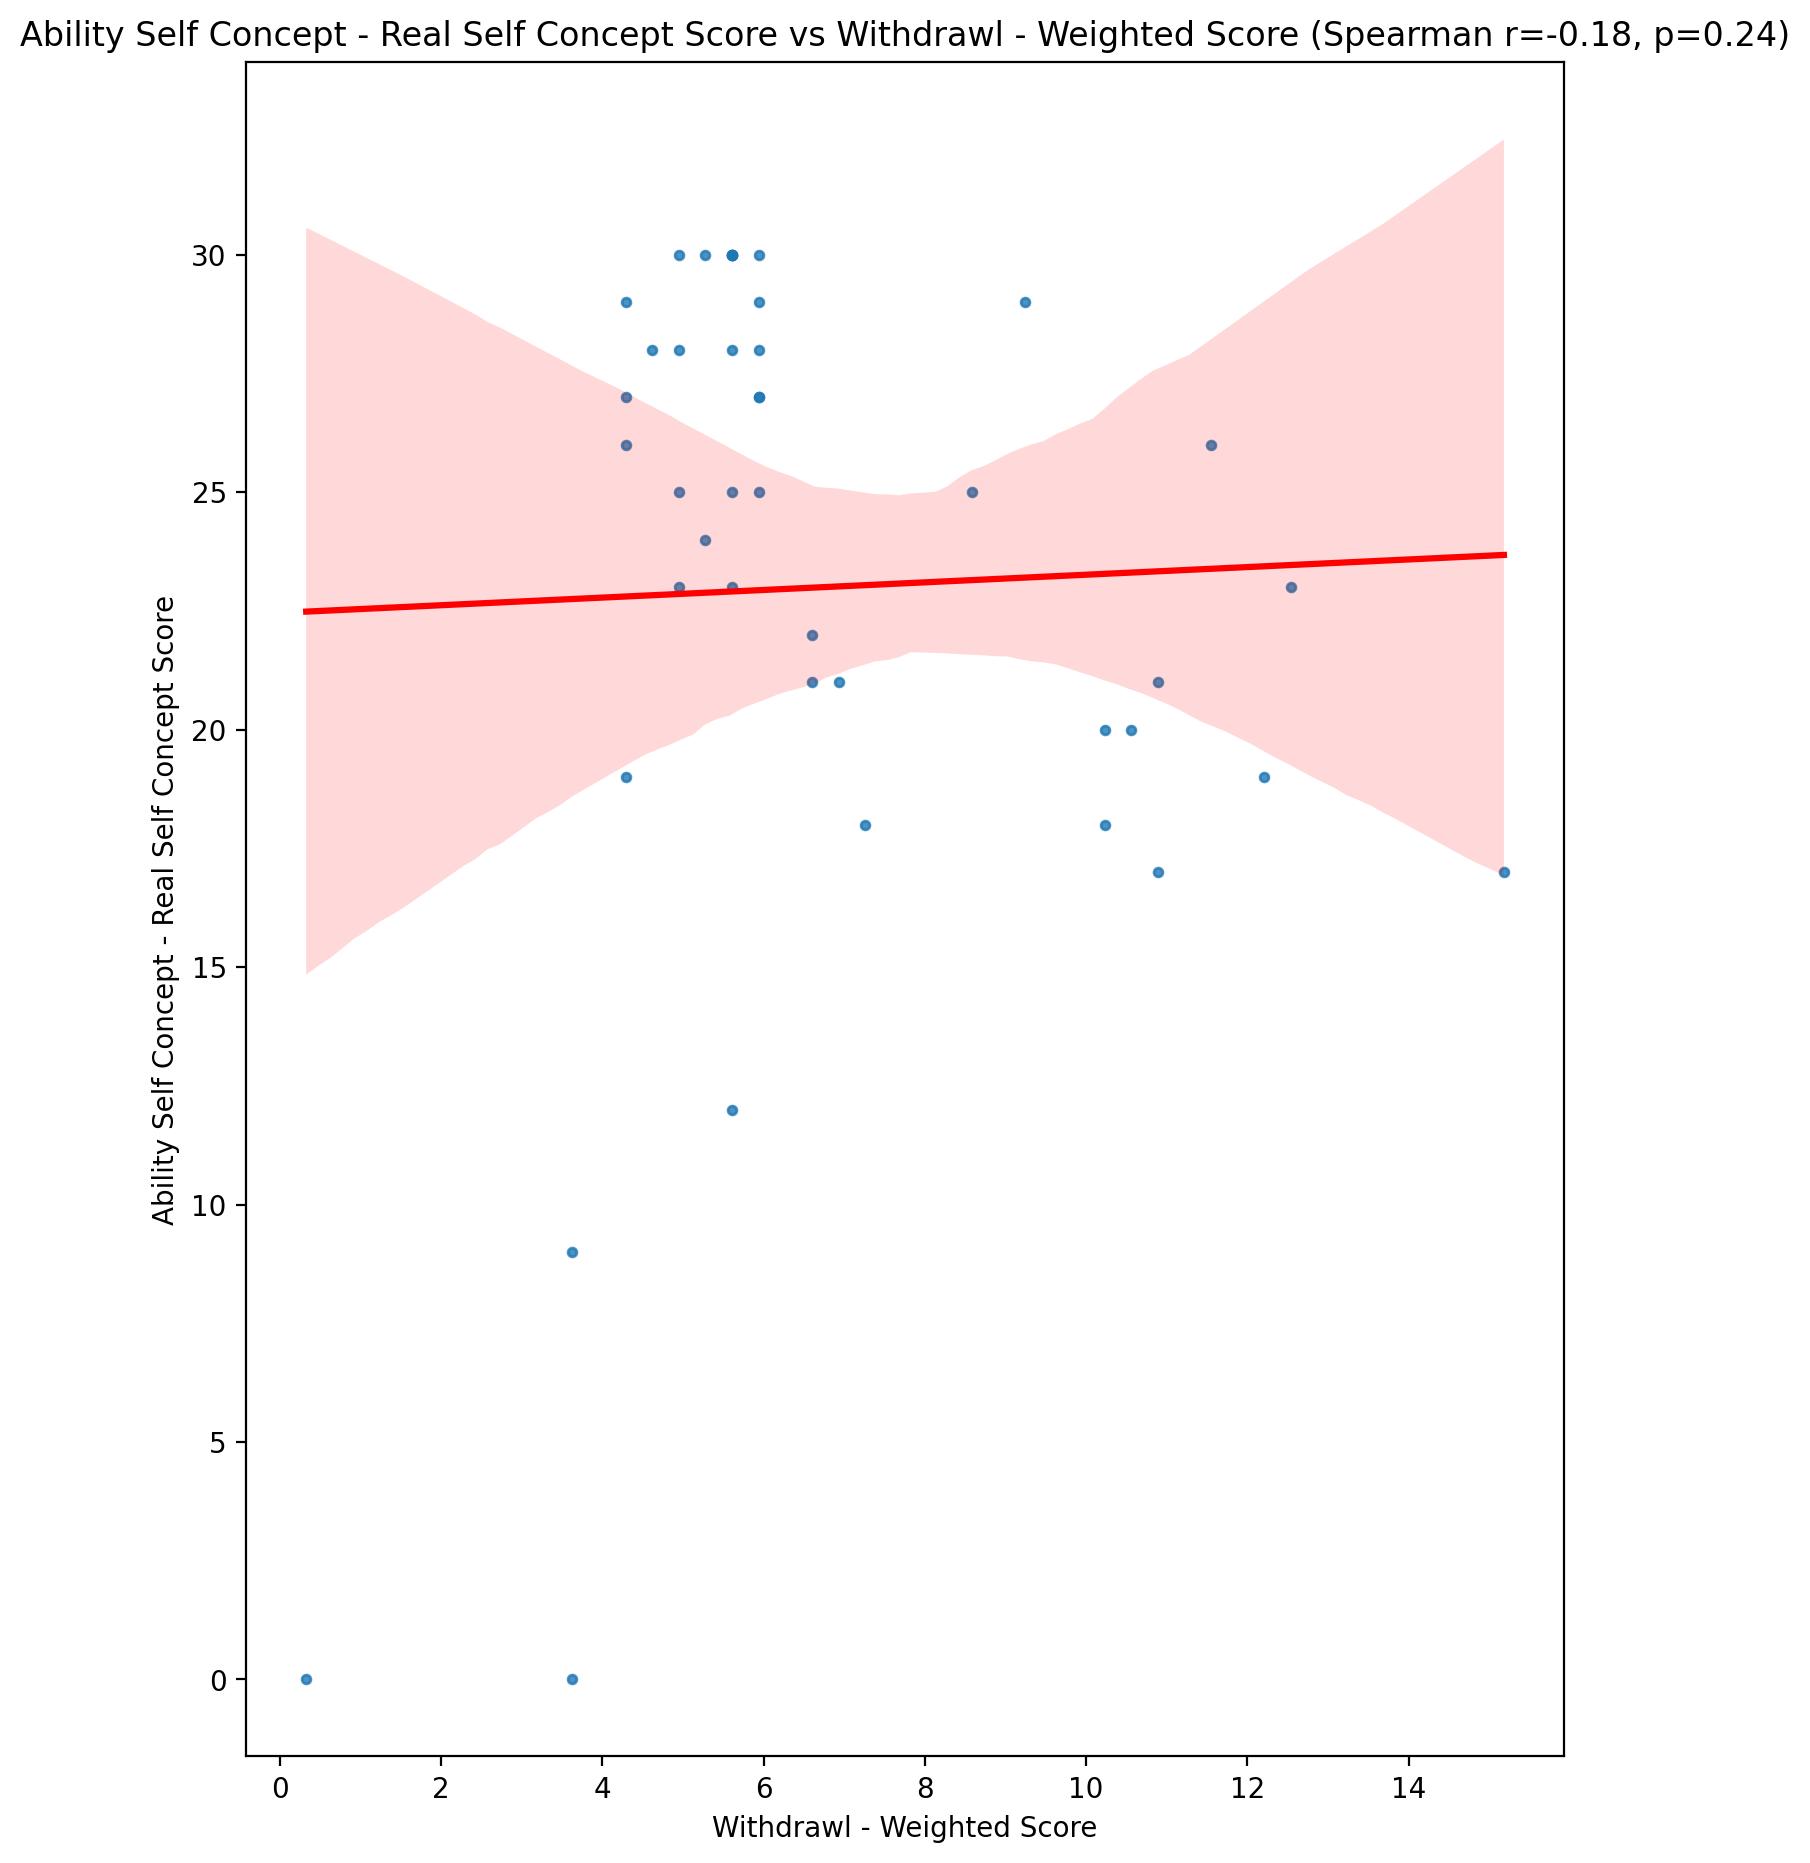 Ability Self Concept - Real Self Concept Score vs Withdrawl - Weighted Score (Spearman r=-0.18, p=0.24)
Ability Self Concept - Real Self Concept Score
30
25
20
15
10
5
0
0 2 4 6 8 10 12 14
Withdrawl - Weighted Score